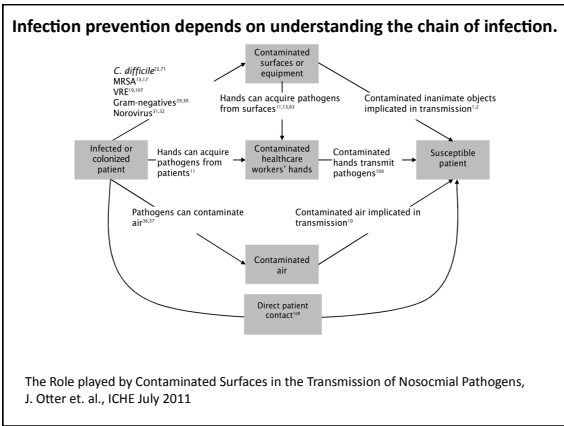 Infection prevention depends on understanding the chain of infection.
Contaminated
surfaces or
equipment
C. difficile22,71
MRSA13,17
VRE19,107
Gram-negatives29,30
Norovirus31,32
Hands can acquire pathogens
from surfaces11,13,83
Contaminated inanimate objects
implicated in transmission1,2
Infected or
colonized
patient
Hands can acquire
pathogens from
patients11
Contaminated
healthcare
workers' hands
Contaminated
hands transmit
pathogens109
Susceptible
patient
Pathogens can contaminate
air36,37
Contaminated air implicated in
transmission10
Contaminated
air
Direct patient
contact108
The Role played by Contaminated Surfaces in the Transmission of Nosocmial Pathogens,
J. Otter et. al., ICHE July 2011